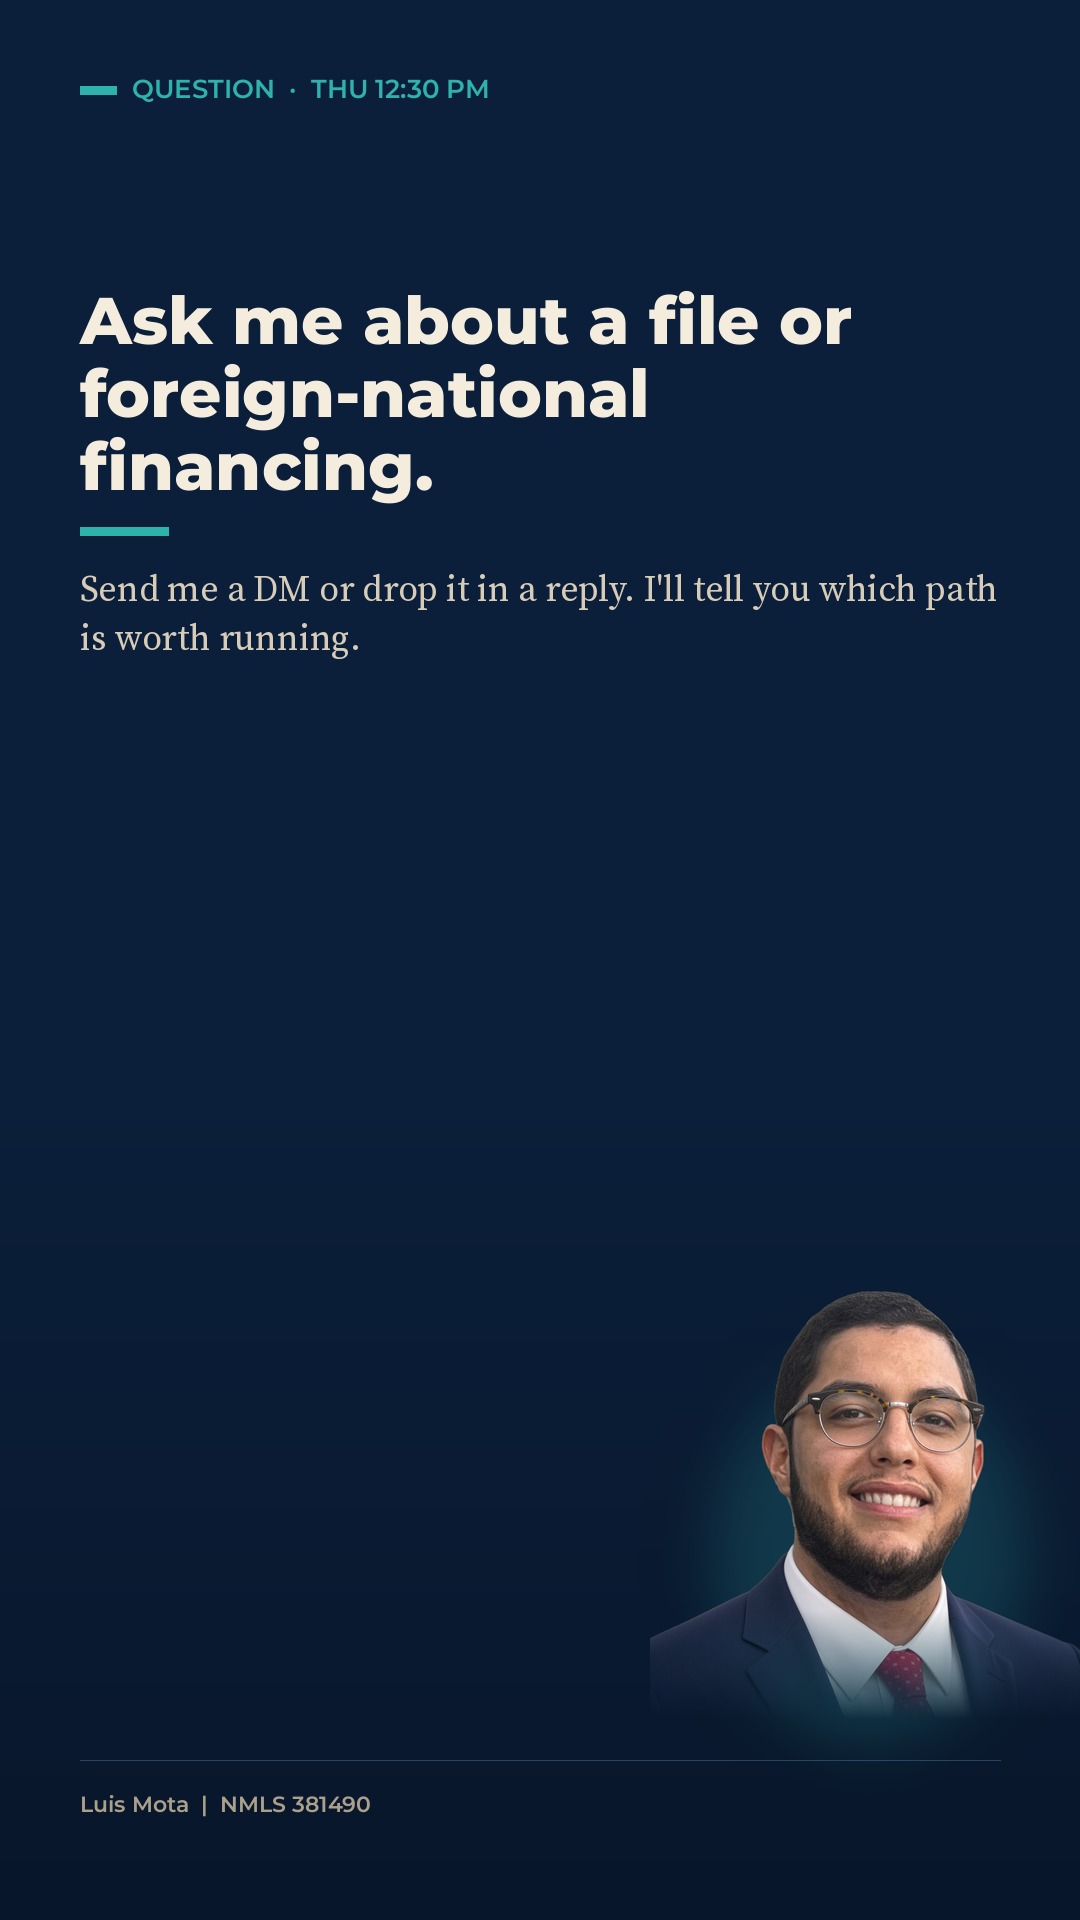 QUESTION · THU 12:30 PM
Ask me about a file or
foreign-national
financing.
Send me a DM or drop it in a reply. I'll tell you which path
is worth running.
Luis Mota | NMLS 381490